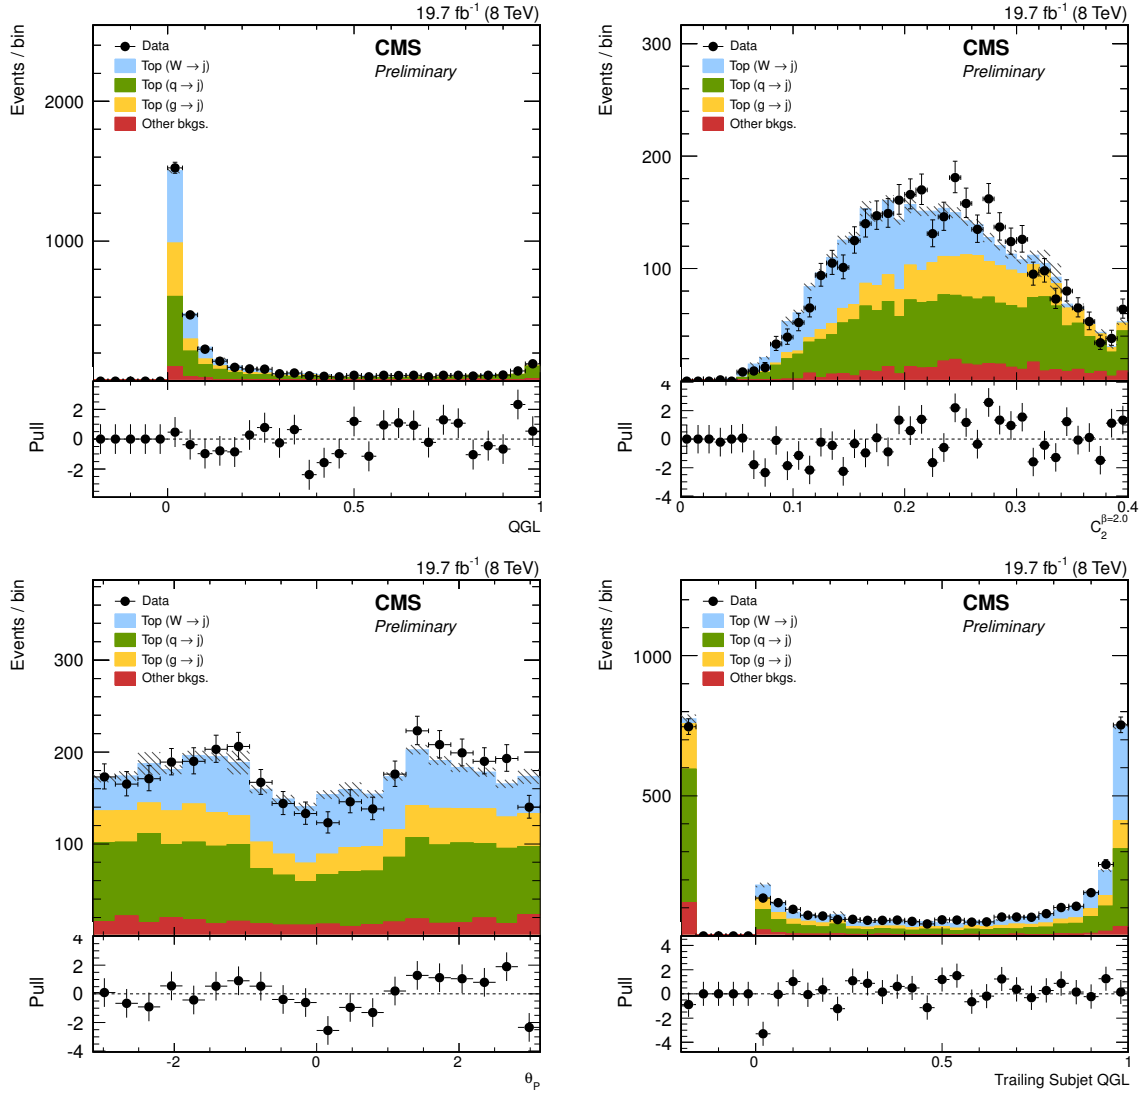 19.7 fb⁻¹ (8 TeV)
Events / bin
CMS
Preliminary
Data
Top (W → j)
Top (q → j)
Top (g → j)
Other bkgs.
2000
1000
Pull
2
0
-2
0
0.5
1
QGL
19.7 fb⁻¹ (8 TeV)
Events / bin
CMS
Preliminary
Data
Top (W → j)
Top (q → j)
Top (g → j)
Other bkgs.
300
200
100
Pull
4
2
0
-2
-4
0
0.1
0.2
0.3
0.4
C₂^β=2.0
19.7 fb⁻¹ (8 TeV)
Events / bin
CMS
Preliminary
Data
Top (W → j)
Top (q → j)
Top (g → j)
Other bkgs.
300
200
100
Pull
4
2
0
-2
-4
-2
0
2
θ_P
19.7 fb⁻¹ (8 TeV)
Events / bin
CMS
Preliminary
Data
Top (W → j)
Top (q → j)
Top (g → j)
Other bkgs.
1000
500
Pull
4
2
0
-2
-4
0
0.5
1
Trailing Subjet QGL